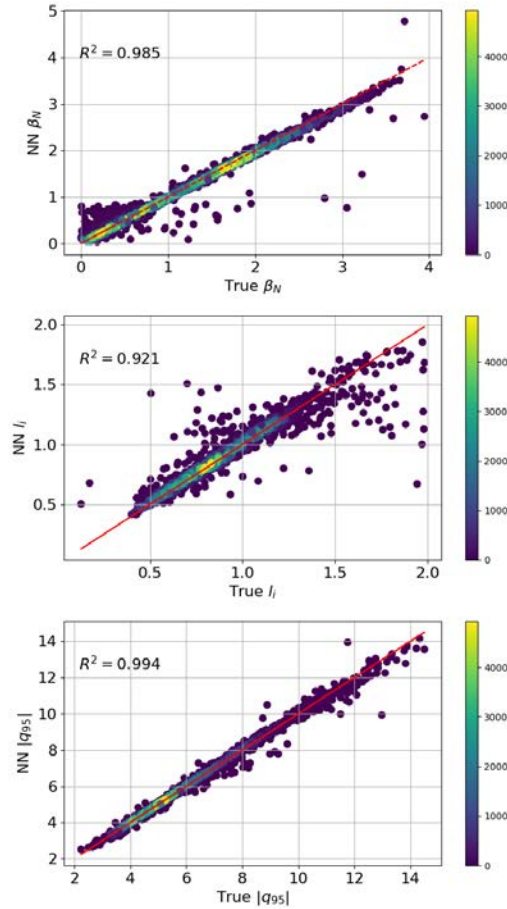 5
4
3
2
1
0
R² = 0.985
NN β_N
0 1 2 3 4
True β_N
4000
3000
2000
1000
0
2.0
1.5
1.0
0.5
R² = 0.921
NN l_i
0.5 1.0 1.5 2.0
True l_i
4000
3000
2000
1000
0
14
12
10
8
6
4
2
R² = 0.994
NN |q_95|
2 4 6 8 10 12 14
True |q_95|
4000
3000
2000
1000
0